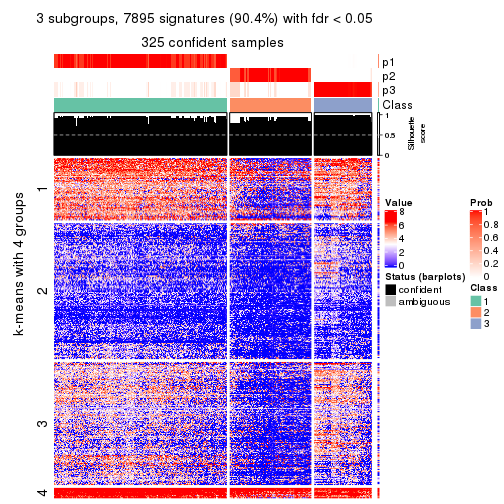 3 subgroups, 7895 signatures (90.4%) with fdr < 0.05
325 confident samples
p1
p2
p3
Class
1
0.5
0
Silhouette
score
k-means with 4 groups
1
2
3
4
Value
8
6
4
2
0
Status (barplots)
confident
ambiguous
Prob
1
0.8
0.6
0.4
0.2
0
Class
1
2
3